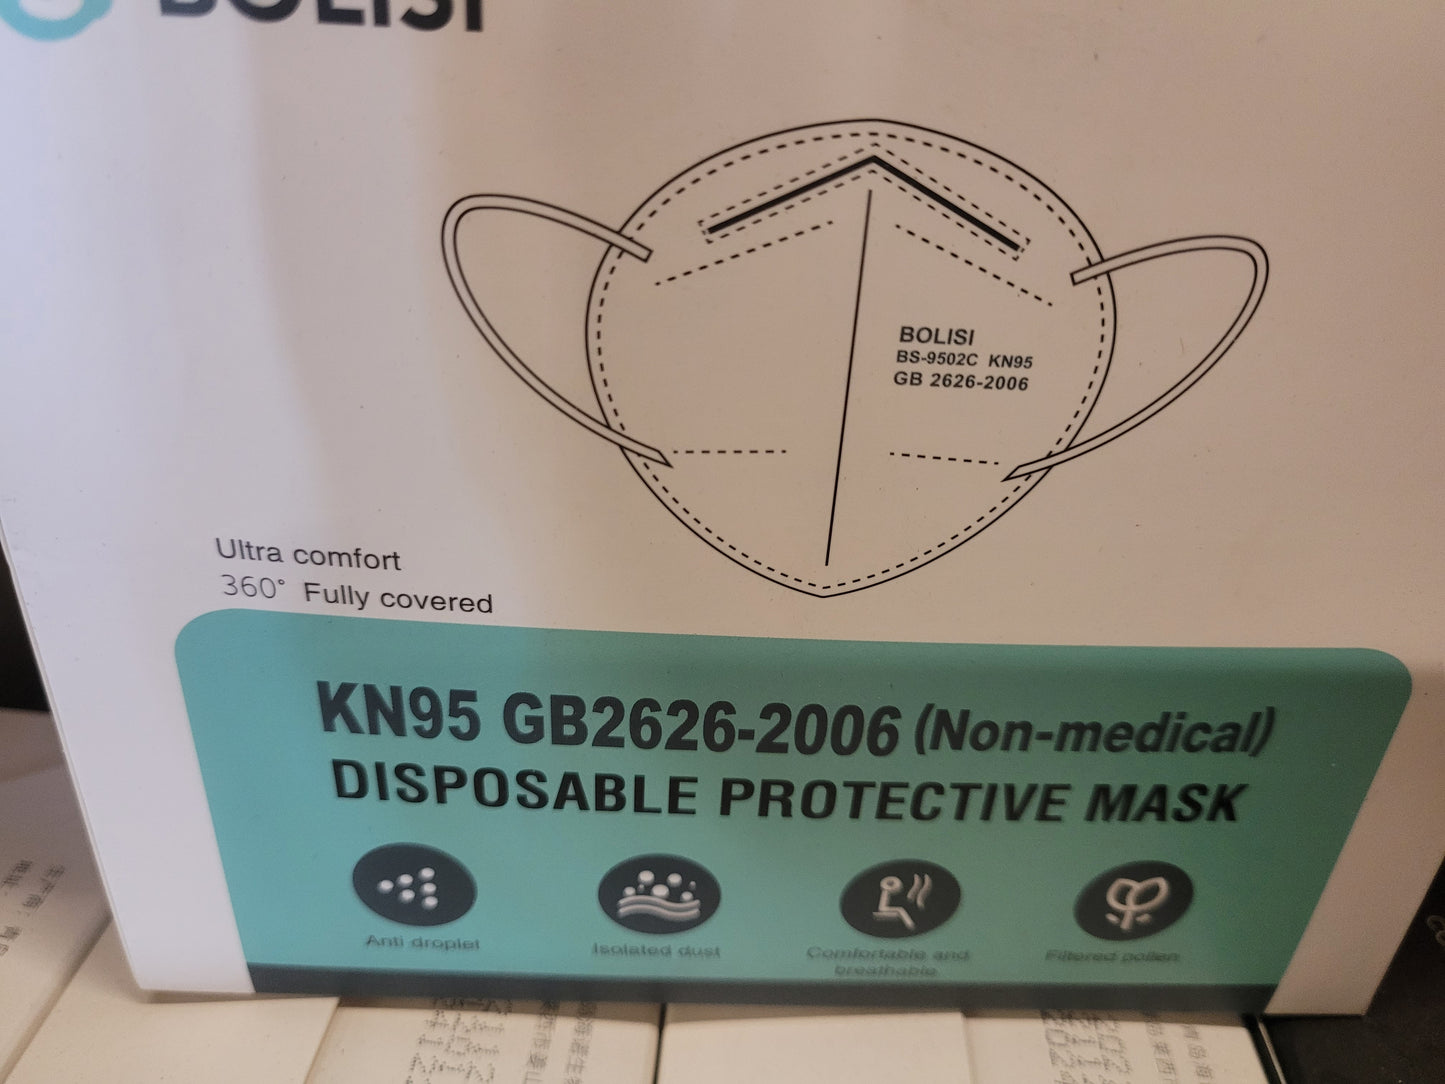 BOLISI
BOLISI
BS-9502C KN95
GB 2626-2006
Ultra comfort
360° Fully covered
KN95 GB2626-2006 (Non-medical)
DISPOSABLE PROTECTIVE MASK
Anti droplet
Isolated dust
Comfortable and
breathable
Filtered pollen